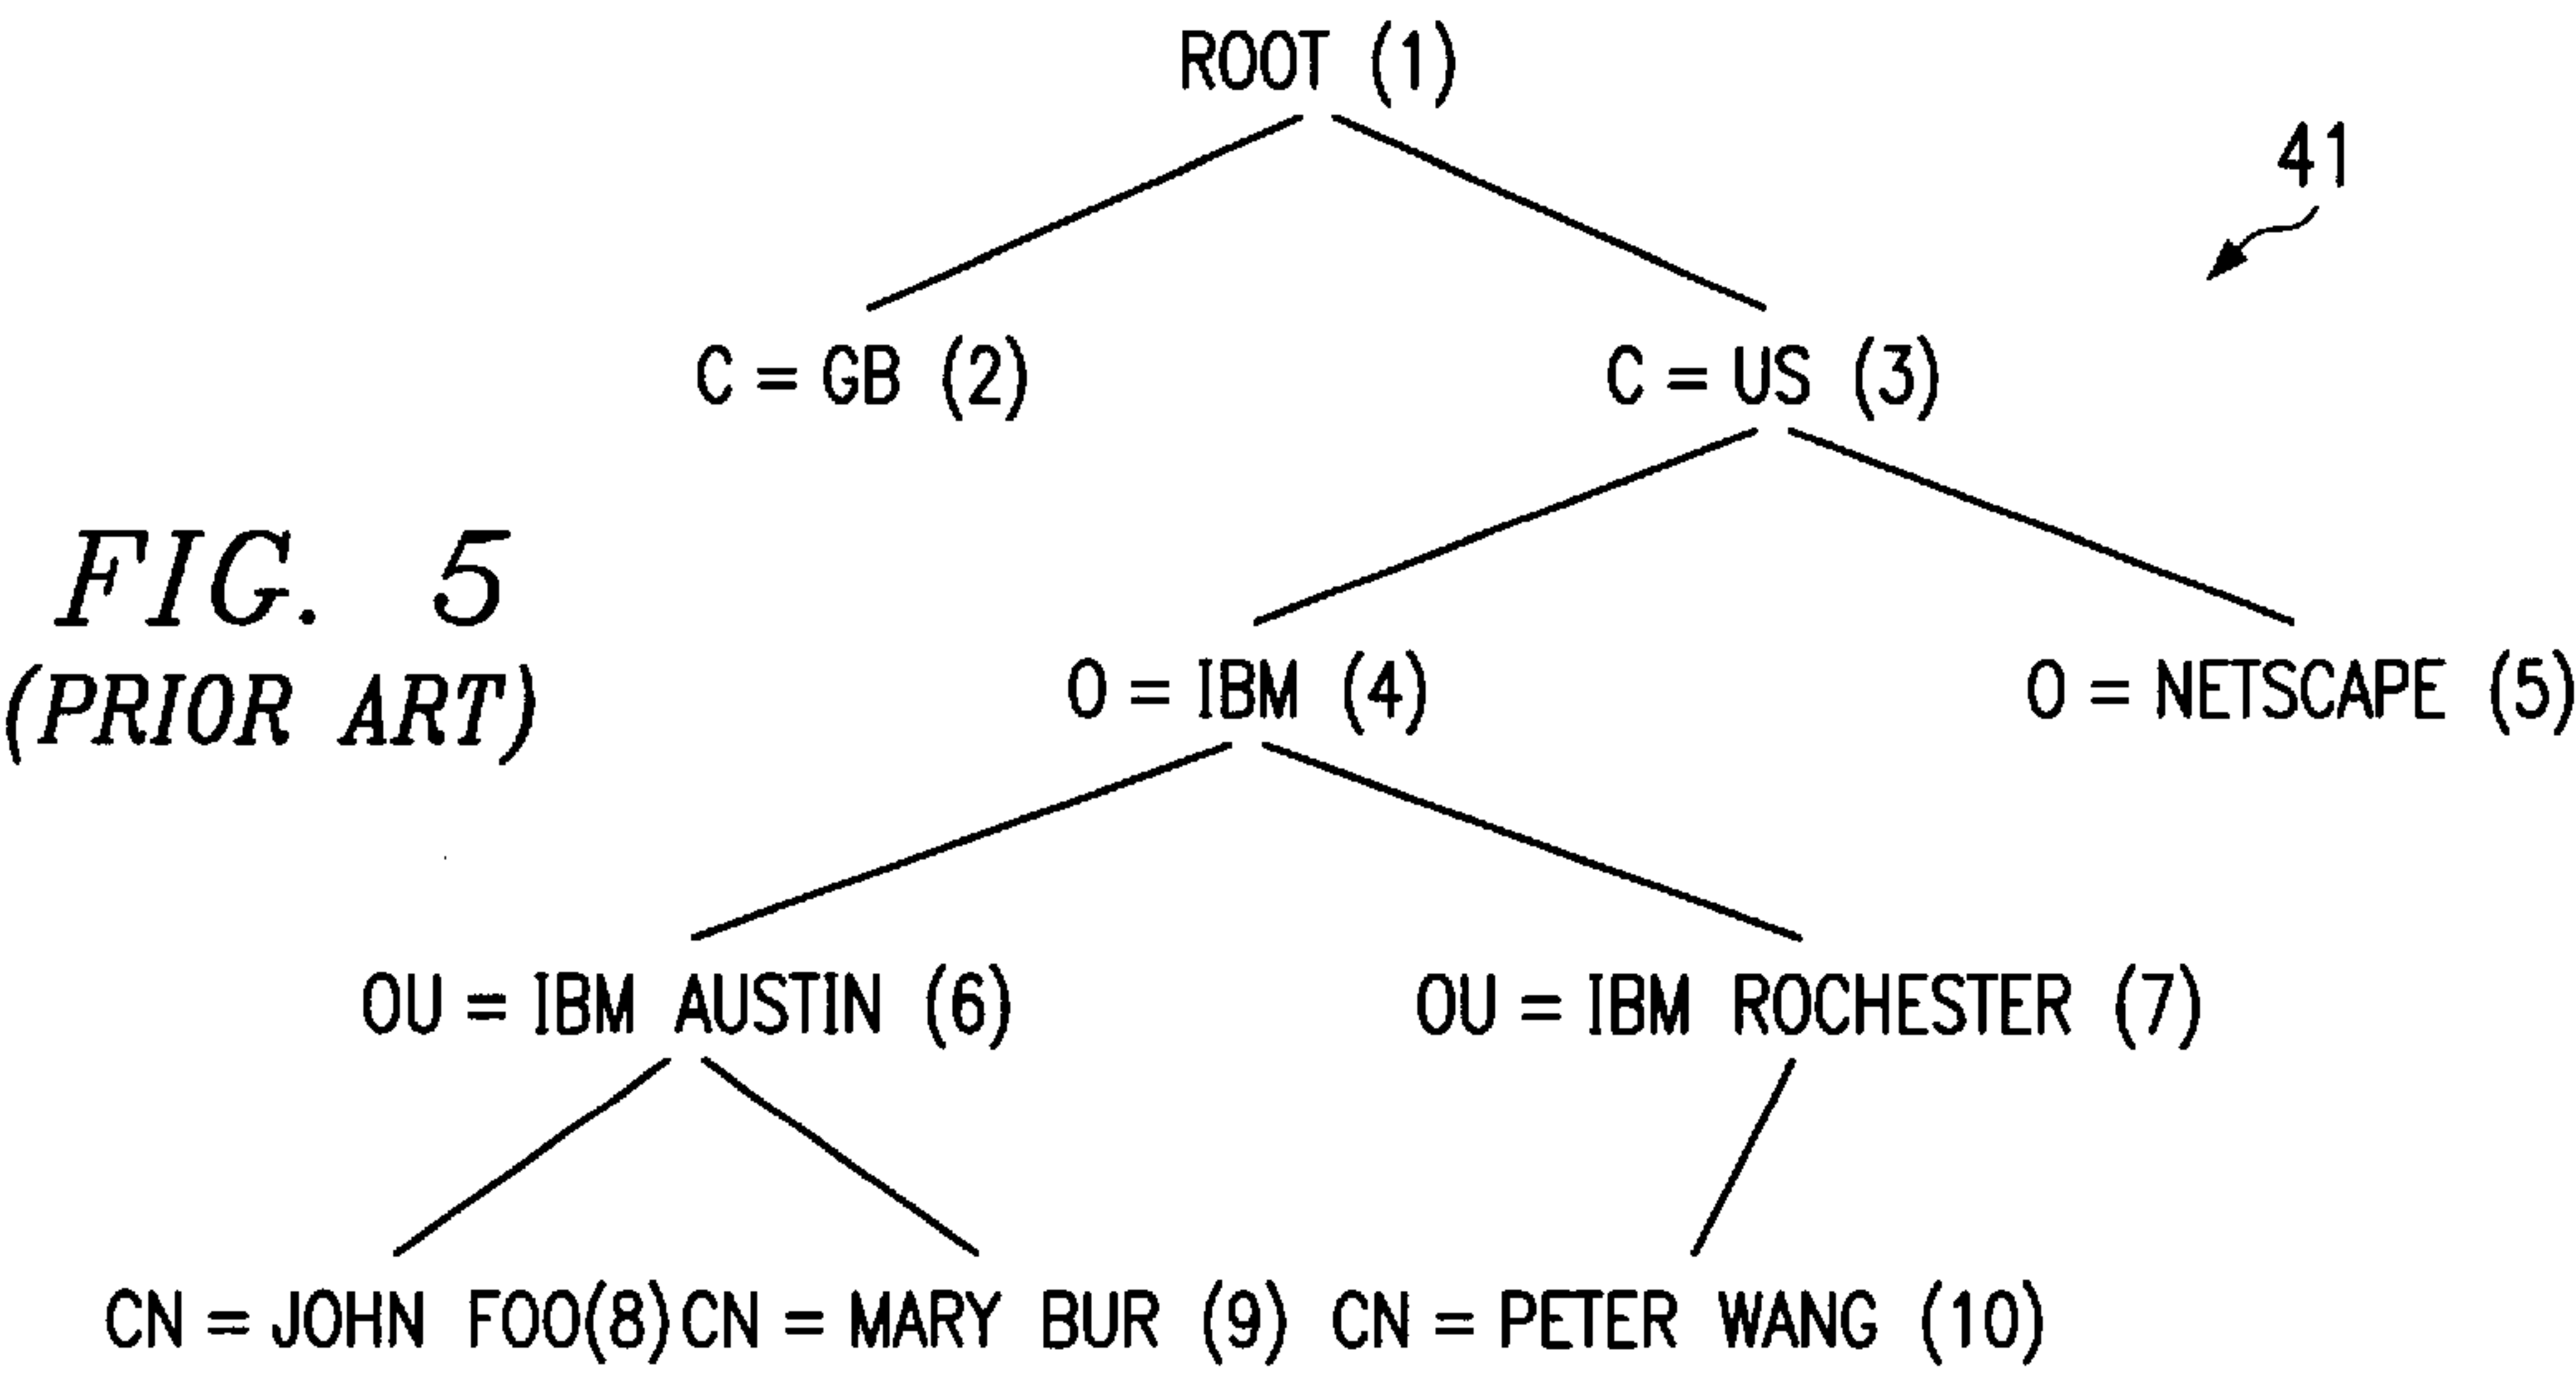 ROOT (1)
41
C = GB (2)
C = US (3)
FIG. 5
(PRIOR ART)
O = IBM (4)
O = NETSCAPE (5)
OU = IBM AUSTIN (6)
OU = IBM ROCHESTER (7)
CN = JOHN FOO(8)
CN = MARY BUR (9)
CN = PETER WANG (10)